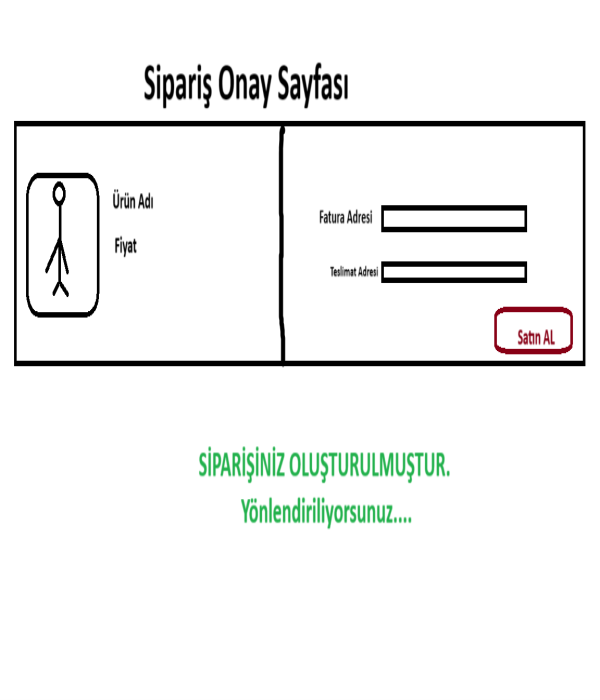 Sipariş Onay Sayfası
Ürün Adı
Fiyat
Fatura Adresi
Teslimat Adresi
Satın AL
SİPARİŞİNİZ OLUŞTURULMUŞTUR.
Yönlendiriliyorsunuz....